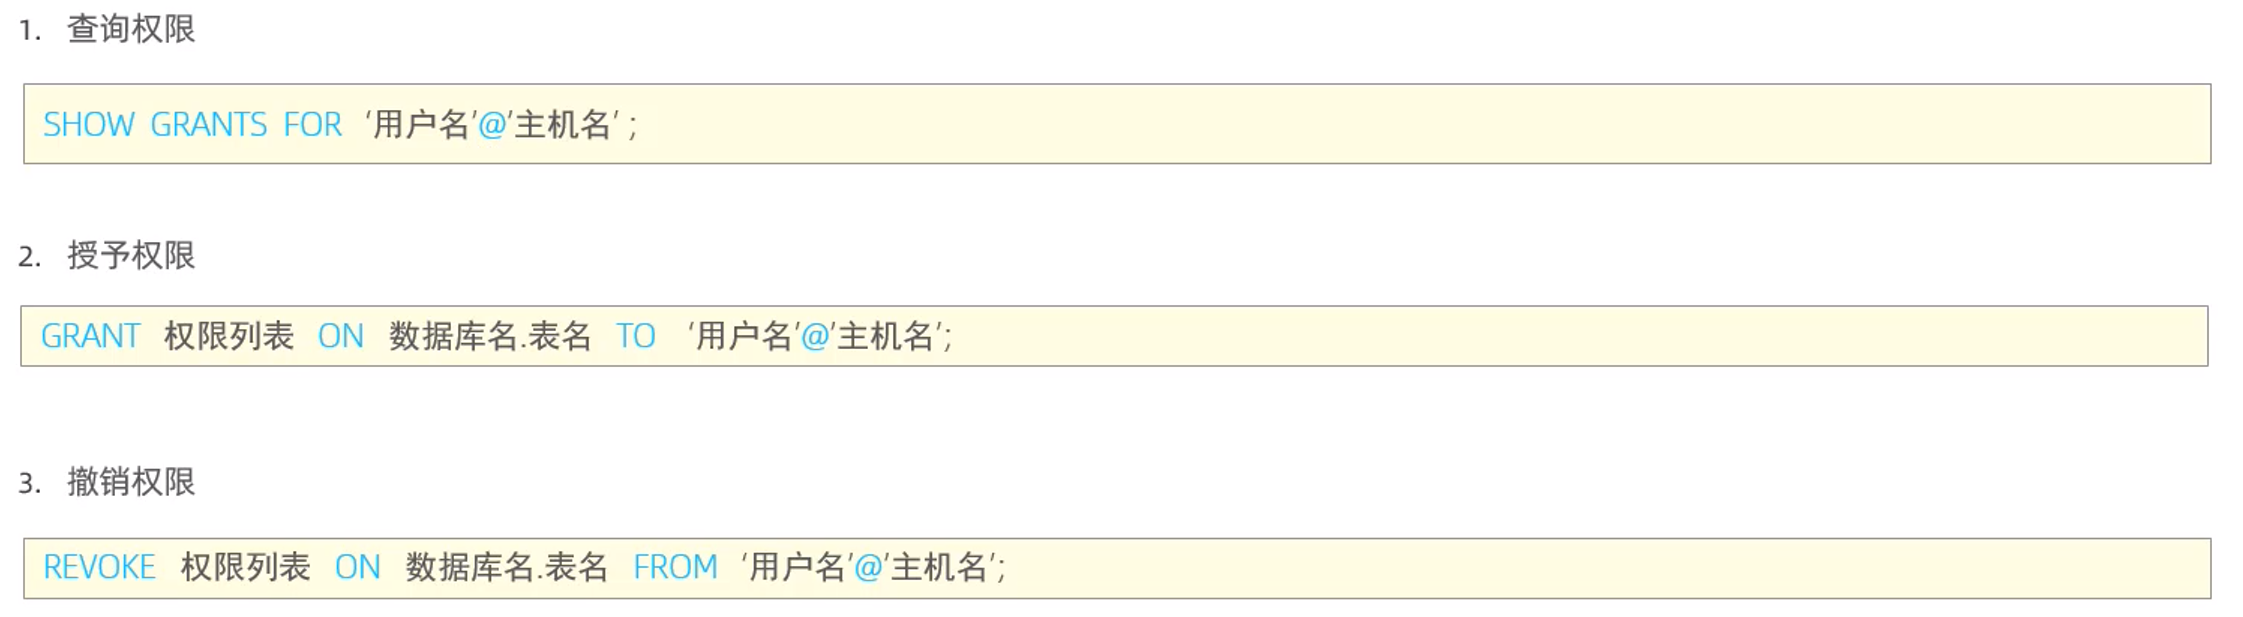 1. 查询权限
SHOW GRANTS FOR ‘用户名’@’主机名’ ;
2. 授予权限
GRANT 权限列表 ON 数据库名.表名 TO ‘用户名’@’主机名’;
3. 撤销权限
REVOKE 权限列表 ON 数据库名.表名 FROM ‘用户名’@’主机名’;